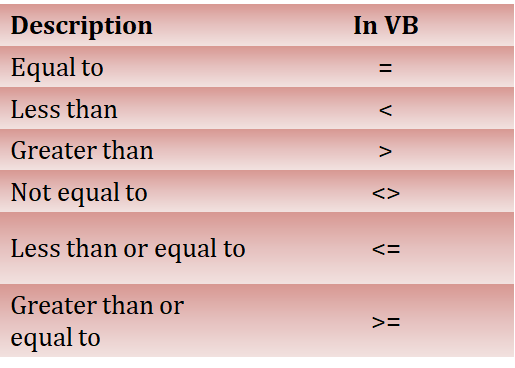 Description In VB
Equal to =
Less than <
Greater than >
Not equal to <>
Less than or equal to <=
Greater than or
equal to >=